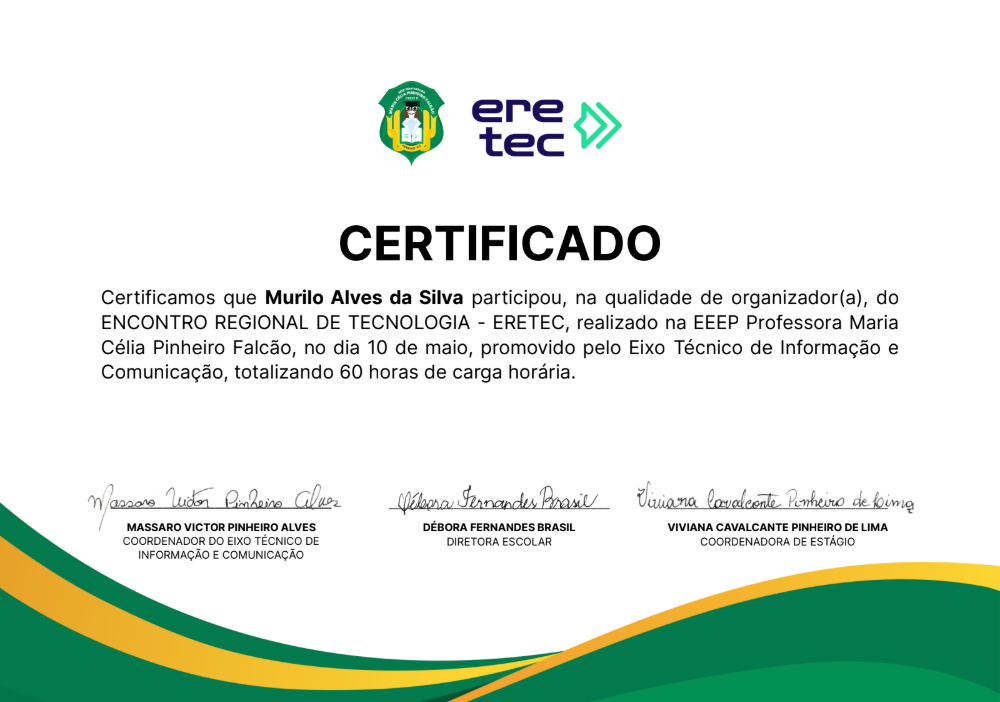 MARIA CÉLIA PINHEIRO FALCÃO
ere
tec
CERTIFICADO
Certificamos que Murilo Alves da Silva participou, na qualidade de organizador(a), do
ENCONTRO REGIONAL DE TECNOLOGIA - ERETEC, realizado na EEEP Professora Maria
Célia Pinheiro Falcão, no dia 10 de maio, promovido pelo Eixo Técnico de Informação e
Comunicação, totalizando 60 horas de carga horária.
Massaro Victor Pinheiro Alves
Débora Fernandes Brasil
Viviana Cavalcante Pinheiro de Lima
MASSARO VICTOR PINHEIRO ALVES
COORDENADOR DO EIXO TÉCNICO DE
INFORMAÇÃO E COMUNICAÇÃO
DÉBORA FERNANDES BRASIL
DIRETORA ESCOLAR
VIVIANA CAVALCANTE PINHEIRO DE LIMA
COORDENADORA DE ESTÁGIO